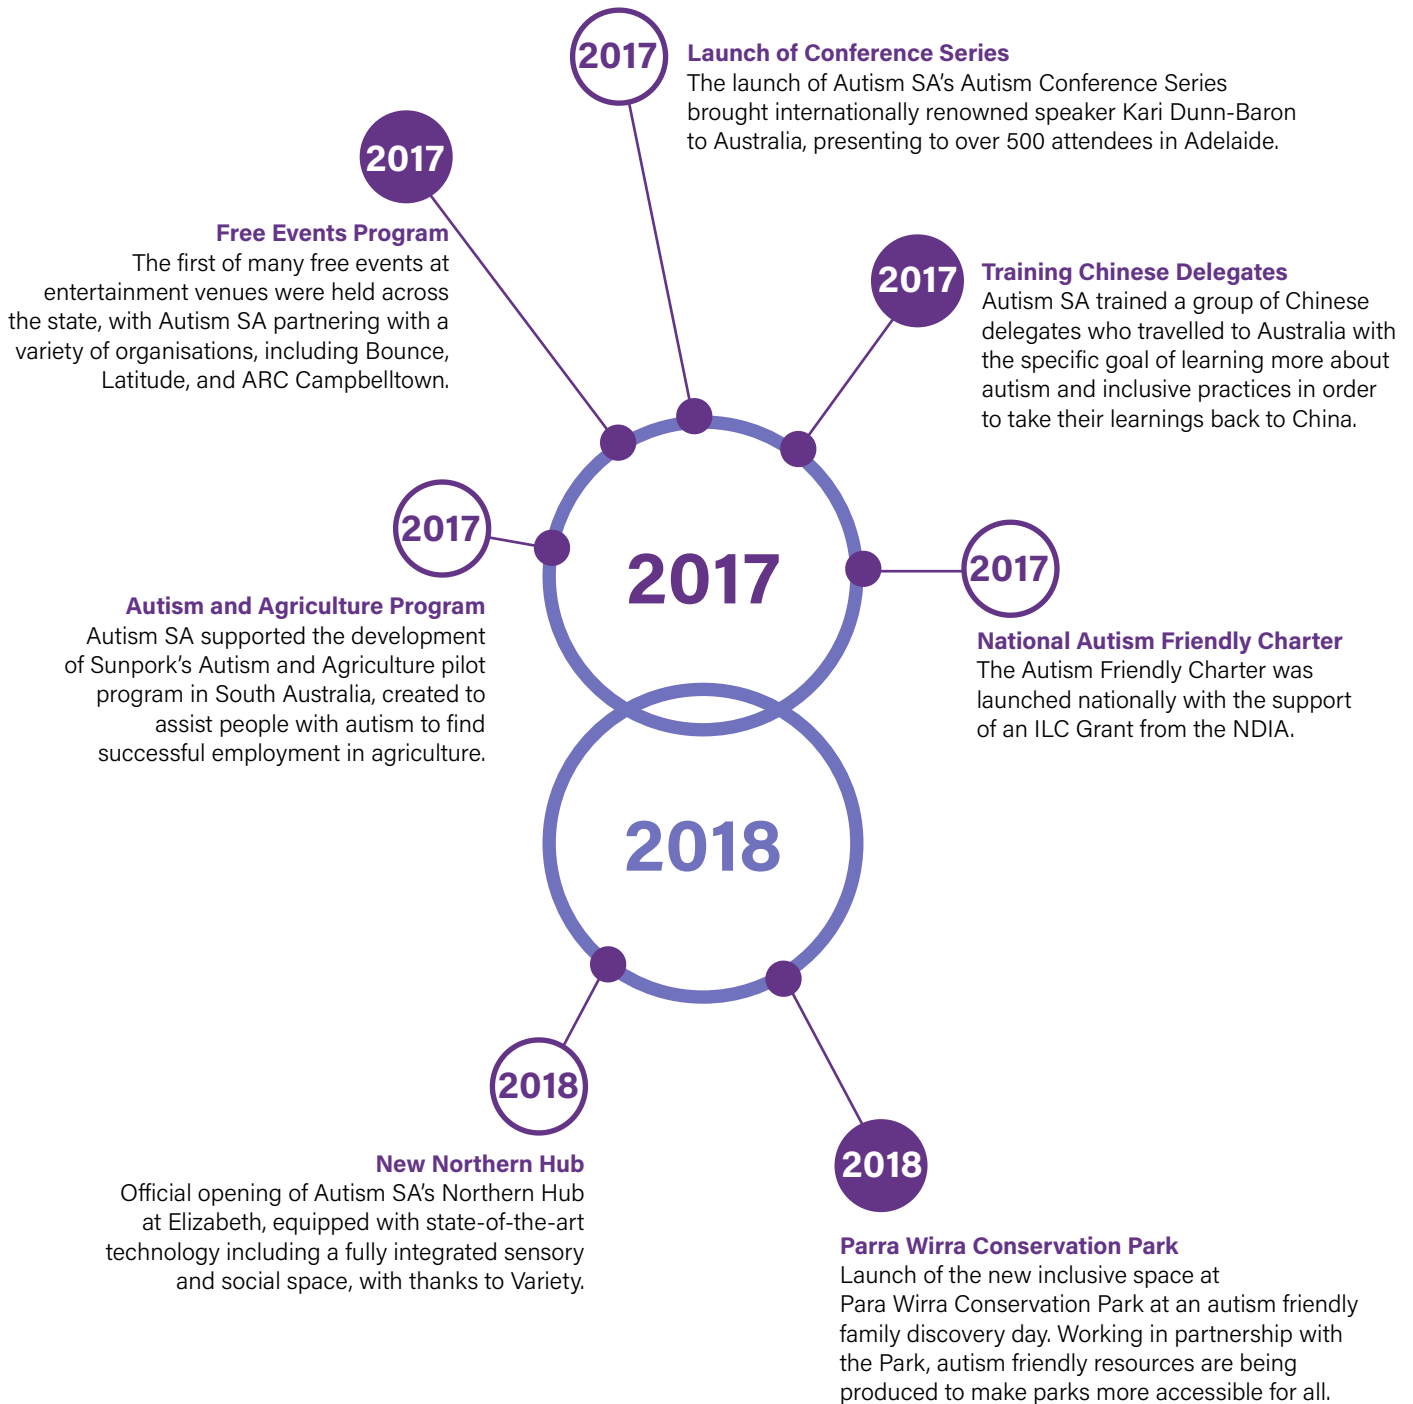 2017
Launch of Conference Series
The launch of Autism SA's Autism Conference Series
brought internationally renowned speaker Kari Dunn-Baron
to Australia, presenting to over 500 attendees in Adelaide.
2017
Free Events Program
The first of many free events at
entertainment venues were held across
the state, with Autism SA partnering with a
variety of organisations, including Bounce,
Latitude, and ARC Campbelltown.
2017
Training Chinese Delegates
Autism SA trained a group of Chinese
delegates who travelled to Australia with
the specific goal of learning more about
autism and inclusive practices in order
to take their learnings back to China.
2017
Autism and Agriculture Program
Autism SA supported the development
of Sunpork's Autism and Agriculture pilot
program in South Australia, created to
assist people with autism to find
successful employment in agriculture.
2017
2017
National Autism Friendly Charter
The Autism Friendly Charter was
launched nationally with the support
of an ILC Grant from the NDIA.
2018
2018
New Northern Hub
Official opening of Autism SA's Northern Hub
at Elizabeth, equipped with state-of-the-art
technology including a fully integrated sensory
and social space, with thanks to Variety.
2018
Parra Wirra Conservation Park
Launch of the new inclusive space at
Para Wirra Conservation Park at an autism friendly
family discovery day. Working in partnership with
the Park, autism friendly resources are being
produced to make parks more accessible for all.